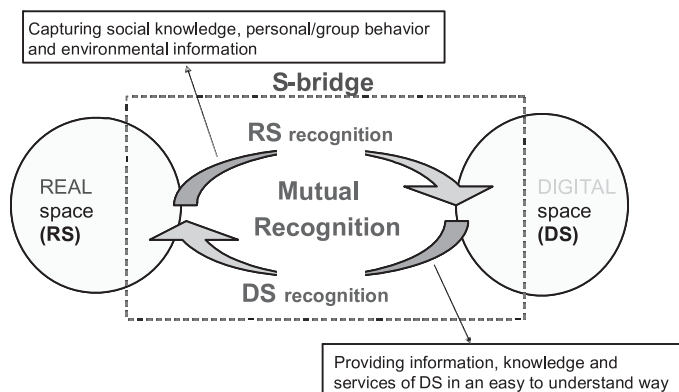 Capturing social knowledge, personal/group behavior
and environmental information
S-bridge
RS recognition
REAL
space
(RS)
Mutual
Recognition
DIGITAL
space
(DS)
DS recognition
Providing information, knowledge and
services of DS in an easy to understand way